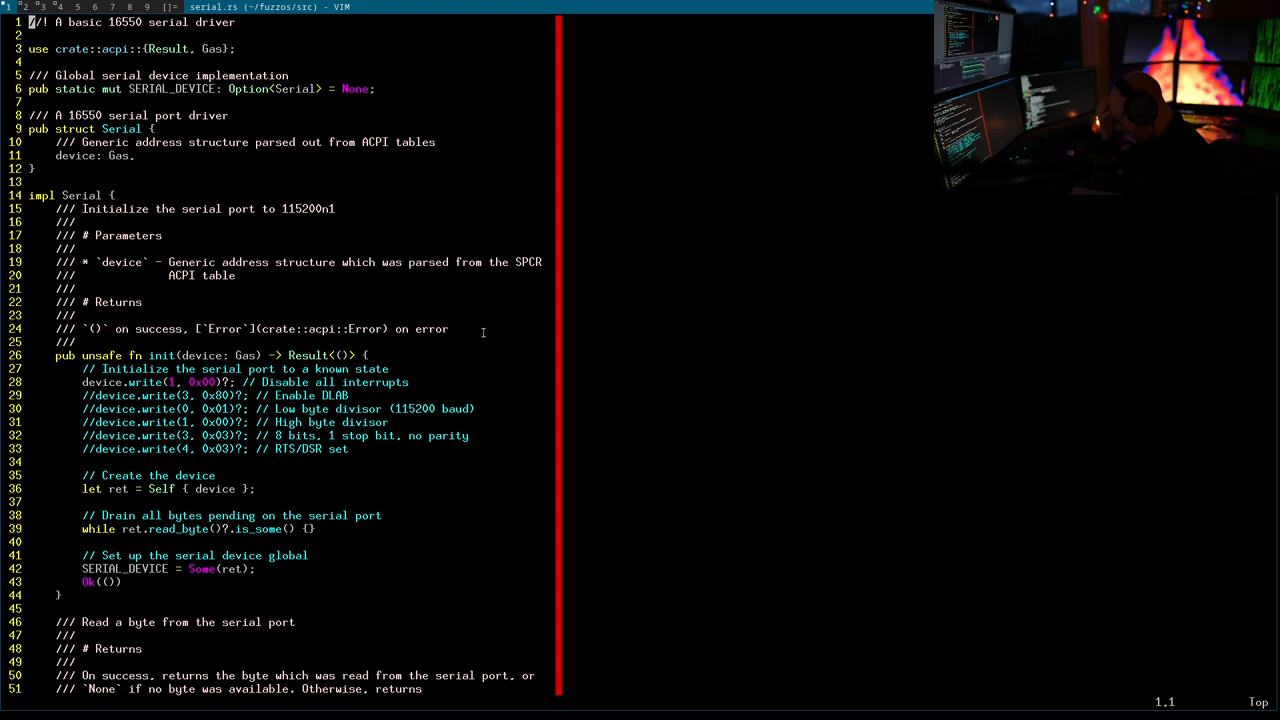 1 2 3 4 5 6 7 8 9 []= serial.rs (~/fuzzos/src) - VIM
1 //! A basic 16550 serial driver
2
3 use crate::acpi::{Result, Gas};
4
5 /// Global serial device implementation
6 pub static mut SERIAL_DEVICE: Option<Serial> = None;
7
8 /// A 16550 serial port driver
9 pub struct Serial {
10     /// Generic address structure parsed out from ACPI tables
11     device: Gas,
12 }
13
14 impl Serial {
15     /// Initialize the serial port to 115200n1
16     ///
17     /// # Parameters
18     ///
19     /// * `device` - Generic address structure which was parsed from the SPCR
20     ///              ACPI table
21     ///
22     /// # Returns
23     ///
24     /// `()` on success, [`Error`](crate::acpi::Error) on error
25     ///
26     pub unsafe fn init(device: Gas) -> Result<()> {
27         // Initialize the serial port to a known state
28         device.write(1, 0x00)?; // Disable all interrupts
29         //device.write(3, 0x80)?; // Enable DLAB
30         //device.write(0, 0x01)?; // Low byte divisor (115200 baud)
31         //device.write(1, 0x00)?; // High byte divisor
32         //device.write(3, 0x03)?; // 8 bits, 1 stop bit, no parity
33         //device.write(4, 0x03)?; // RTS/DSR set
34
35         // Create the device
36         let ret = Self { device };
37
38         // Drain all bytes pending on the serial port
39         while ret.read_byte()?.is_some() {}
40
41         // Set up the serial device global
42         SERIAL_DEVICE = Some(ret);
43         Ok(())
44     }
45
46     /// Read a byte from the serial port
47     ///
48     /// # Returns
49     ///
50     /// On success, returns the byte which was read from the serial port, or
51     /// `None` if no byte was available. Otherwise, returns
1,1 Top